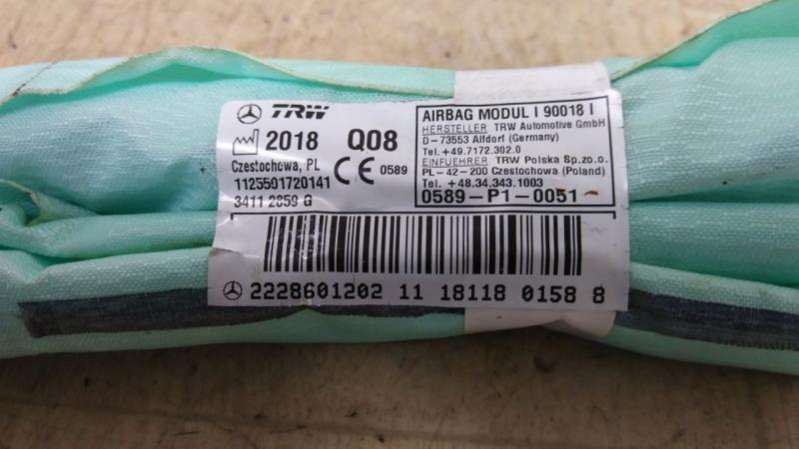 TRW
2018 Q08
Czestochowa, PL
1125501720141
3411 2859 G
CE 0589
AIRBAG MODUL I 90018 I
HERSTELLER TRW Automotive GmbH
D-73553 Alfdorf (Germany)
Tel.+49.7172.302.0
EINFUEHRER TRW Polska Sp.zo.o.
PL-42-200 Czestochowa (Poland)
Tel. +48.34.343.1003
0589-P1-0051
2228601202 11 18118 0158 8